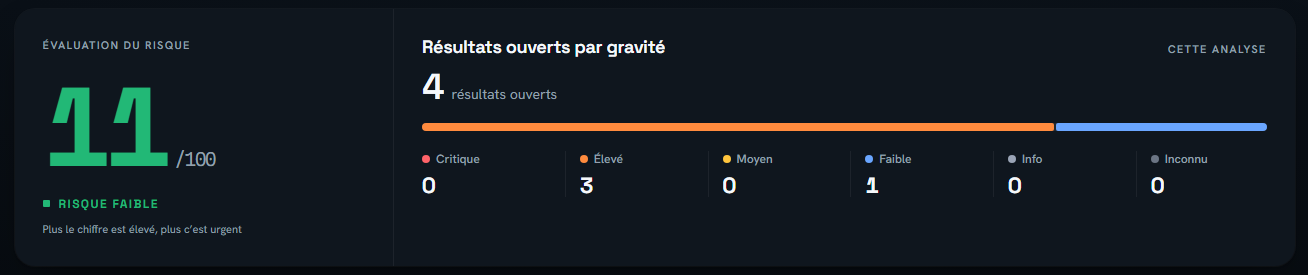 ÉVALUATION DU RISQUE
11 /100
RISQUE FAIBLE
Plus le chiffre est élevé, plus c'est urgent
Résultats ouverts par gravité
CETTE ANALYSE
4 résultats ouverts
Critique
0
Élevé
3
Moyen
0
Faible
1
Info
0
Inconnu
0